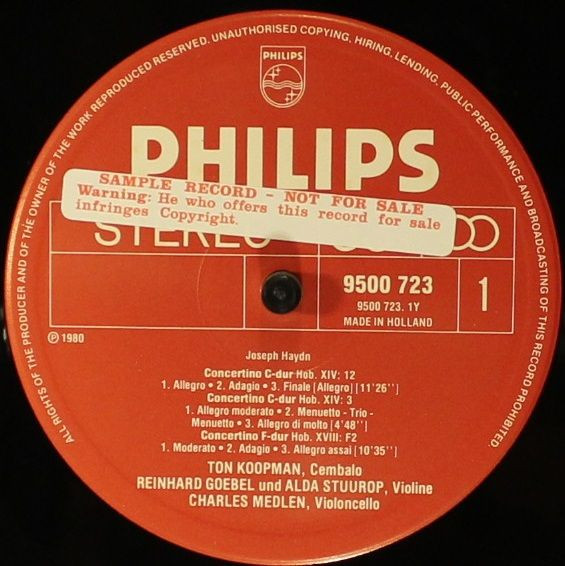 ALL RIGHTS OF THE PRODUCER AND OF THE OWNER OF THE WORK REPRODUCED RESERVED. UNAUTHORISED COPYING, HIRING, LENDING, PUBLIC PERFORMANCE AND BROADCASTING OF THIS RECORD PROHIBITED.
PHILIPS
PHILIPS
SAMPLE RECORD - NOT FOR SALE
Warning: He who offers this record for sale
infringes Copyright.
STEREO
9500 723
9500 723. 1Y
MADE IN HOLLAND
1
℗ 1980
Joseph Haydn
Concertino C-dur Hob. XIV: 12
1. Allegro • 2. Adagio • 3. Finale [Allegro] [11'26'']
Concertino C-dur Hob. XIV: 3
1. Allegro moderato • 2. Menuetto - Trio -
Menuetto • 3. Allegro di molto [4'48'']
Concertino F-dur Hob. XVIII: F2
1. Moderato • 2. Adagio • 3. Allegro assai [10'35'']
TON KOOPMAN, Cembalo
REINHARD GOEBEL und ALDA STUUROP, Violine
CHARLES MEDLEN, Violoncello